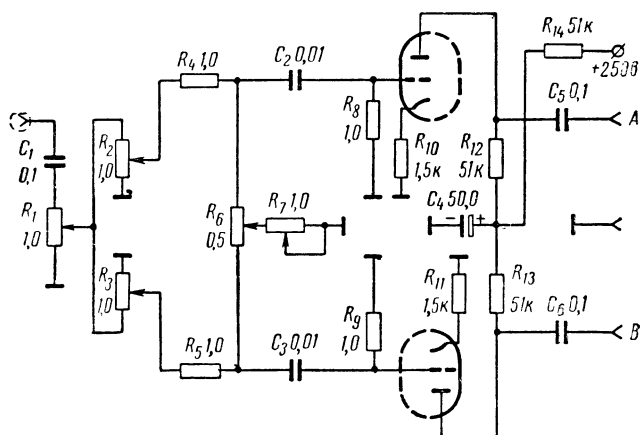 R14 51к
+250В
R4 1,0
C2 0,01
C5 0,1
A
C1
0,1
R2
1,0
R8
1,0
R10
1,5к
R12
51к
R1
1,0
R6
0,5
R7 1,0
C4 50,0
− +
R3
1,0
R11
1,5к
R13
51к
R9
1,0
C6 0,1
B
R5 1,0
C3 0,01